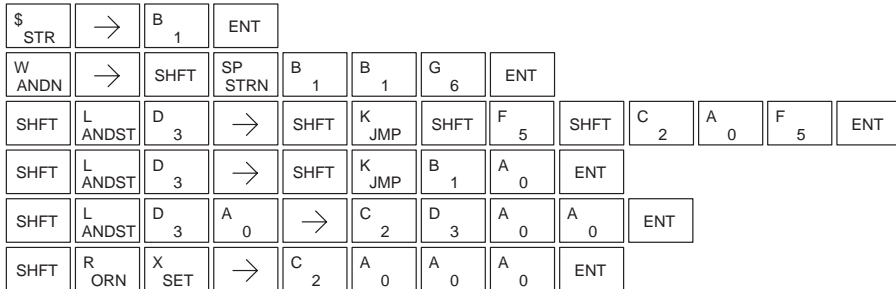 $ STR → B 1 ENT
W ANDN → SHFT SP STRN B 1 B 1 G 6 ENT
SHFT L ANDST D 3 → SHFT K JMP SHFT F 5 SHFT C 2 A 0 F 5 ENT
SHFT L ANDST D 3 → SHFT K JMP B 1 A 0 ENT
SHFT L ANDST D 3 A 0 → C 2 D 3 A 0 A 0 ENT
SHFT R ORN X SET → C 2 A 0 A 0 A 0 ENT